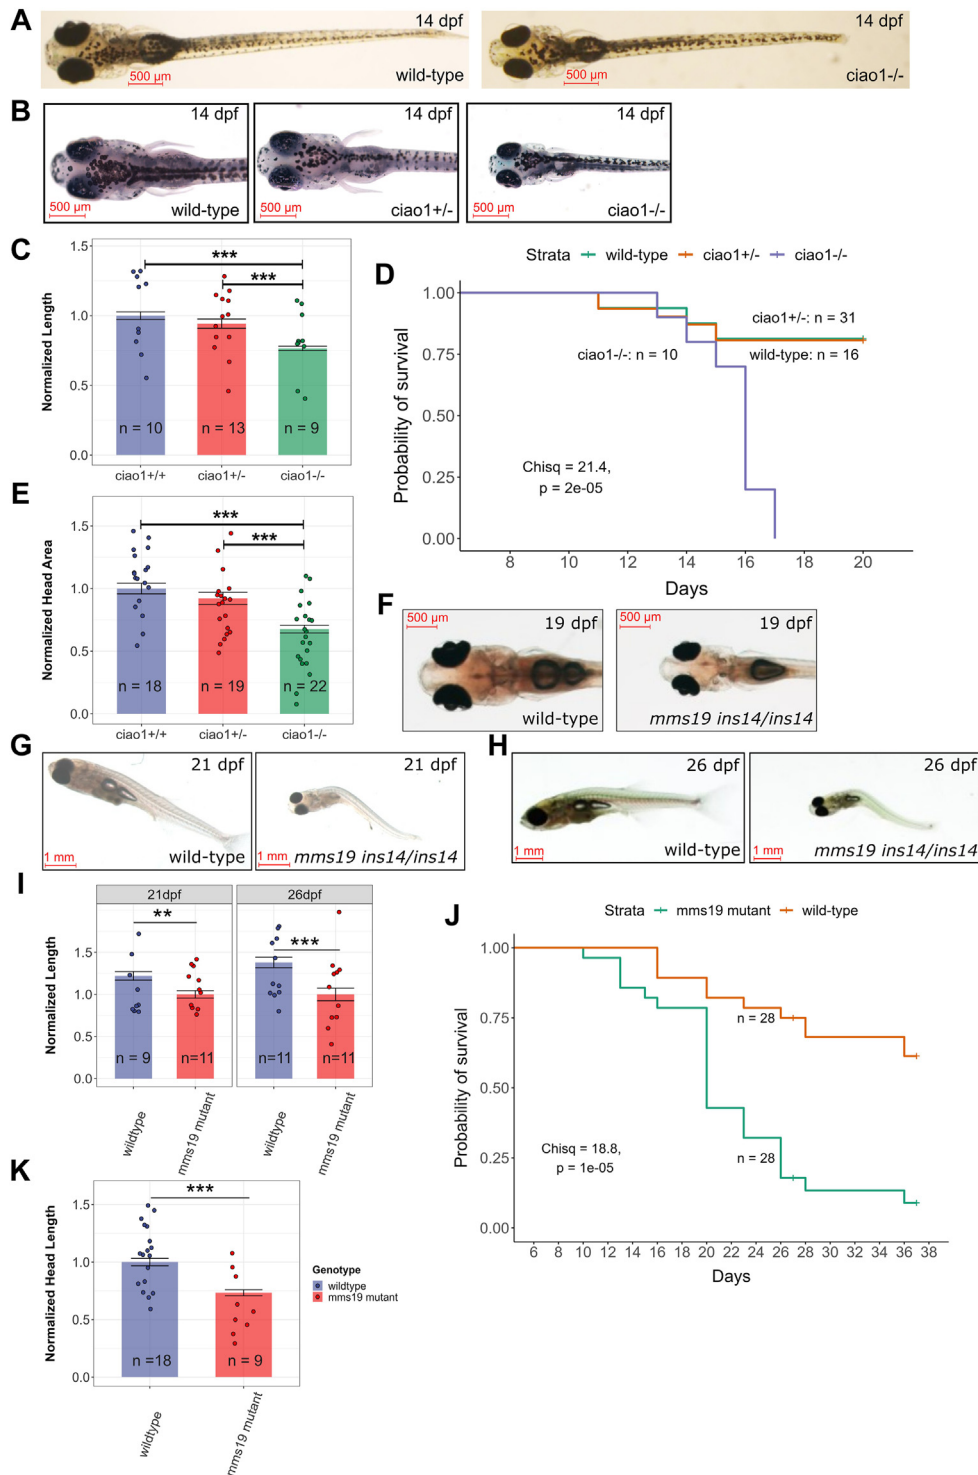 A
14 dpf
500 µm
wild-type
14 dpf
500 µm
ciao1-/-
B
14 dpf
500 µm
wild-type
14 dpf
500 µm
ciao1+/-
14 dpf
500 µm
ciao1-/-
C
Normalized Length
1.5
1.0
0.5
0.0
***
***
n = 10
n = 13
n = 9
ciao1+/+
ciao1+/-
ciao1-/-
D
Strata
wild-type
ciao1+/-
ciao1-/-
Probability of survival
1.00
0.75
0.50
0.25
0.00
ciao1+/-: n = 31
ciao1-/-: n = 10
wild-type: n = 16
Chisq = 21.4,
p = 2e-05
8
12
14
16
18
20
Days
E
Normalized Head Area
1.5
1.0
0.5
0.0
***
***
n = 18
n = 19
n = 22
ciao1+/+
ciao1+/-
ciao1-/-
F
500 µm
19 dpf
wild-type
500 µm
19 dpf
mms19 ins14/ins14
G
21 dpf
1 mm
wild-type
21 dpf
1 mm
mms19 ins14/ins14
H
26 dpf
1 mm
wild-type
26 dpf
1 mm
mms19 ins14/ins14
I
21dpf
26dpf
Normalized Length
1.5
1.0
0.5
0.0
**
***
n = 9
n=11
n=11
n=11
wildtype
mms19 mutant
wildtype
mms19 mutant
J
Strata
mms19 mutant
wild-type
Probability of survival
1.00
0.75
0.50
0.25
0.00
n = 28
n = 28
Chisq = 18.8,
p = 1e-05
6
8
10
12
14
16
18
20
22
24
26
28
30
32
34
36
38
Days
K
Normalized Head Length
1.5
1.0
0.5
0.0
***
n =18
n = 9
wildtype
mms19 mutant
Genotype
wildtype
mms19 mutant